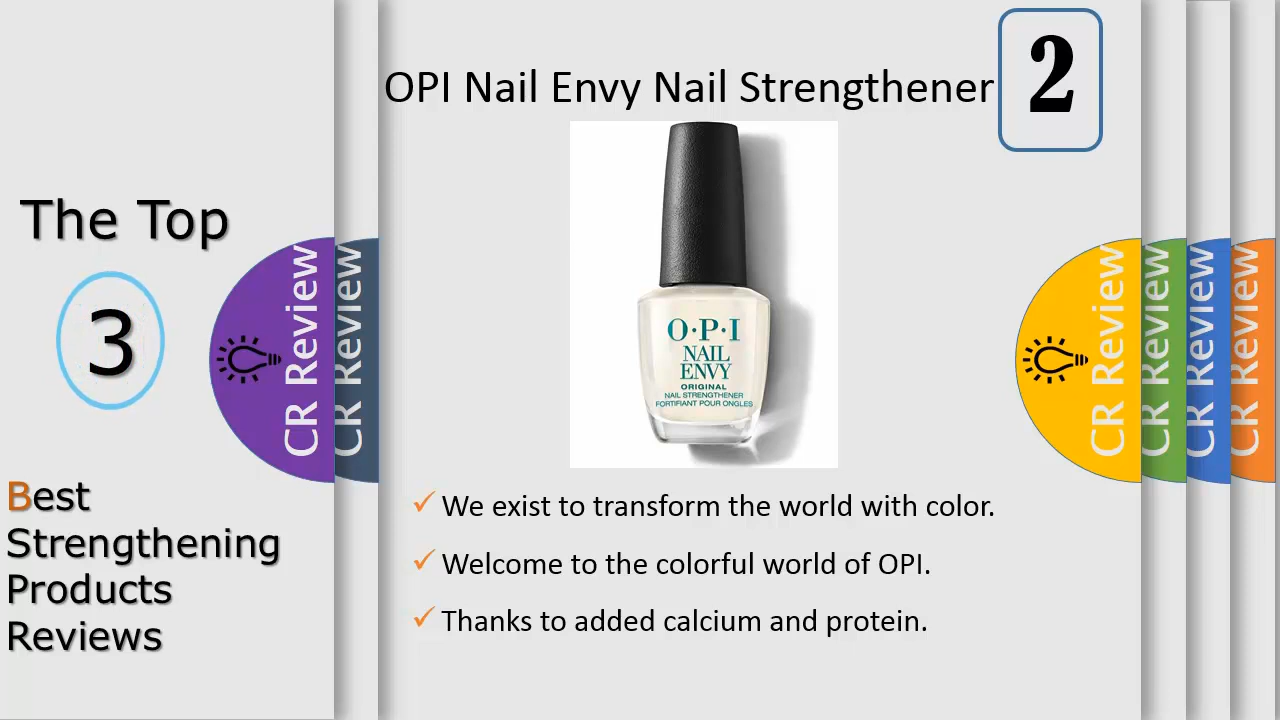 The Top
3
Best
Strengthening
Products
Reviews
CR Review
CR Review
OPI Nail Envy Nail Strengthener
2
O·P·I
NAIL
ENVY
ORIGINAL
NAIL STRENGTHENER
FORTIFIANT POUR ONGLES
We exist to transform the world with color.
Welcome to the colorful world of OPI.
Thanks to added calcium and protein.
CR Review
CR Review
CR Review
CR Review